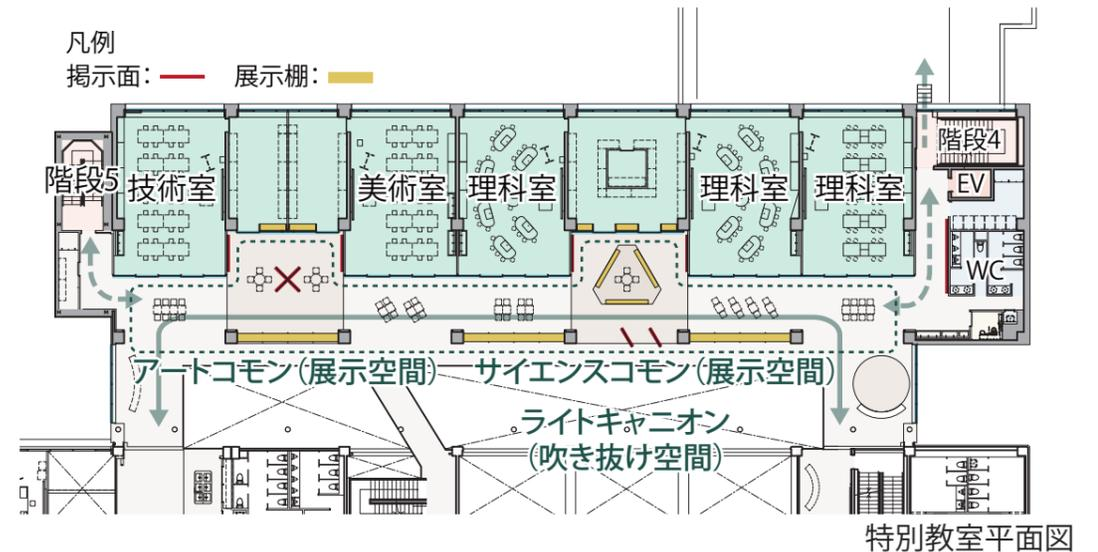 凡例
掲示面： 展示棚：
階段4
階段5 技術室 美術室 理科室 理科室 理科室 EV
WC
アートコモン（展示空間） サイエンスコモン（展示空間）
ライトキャニオン
（吹き抜け空間）
特別教室平面図